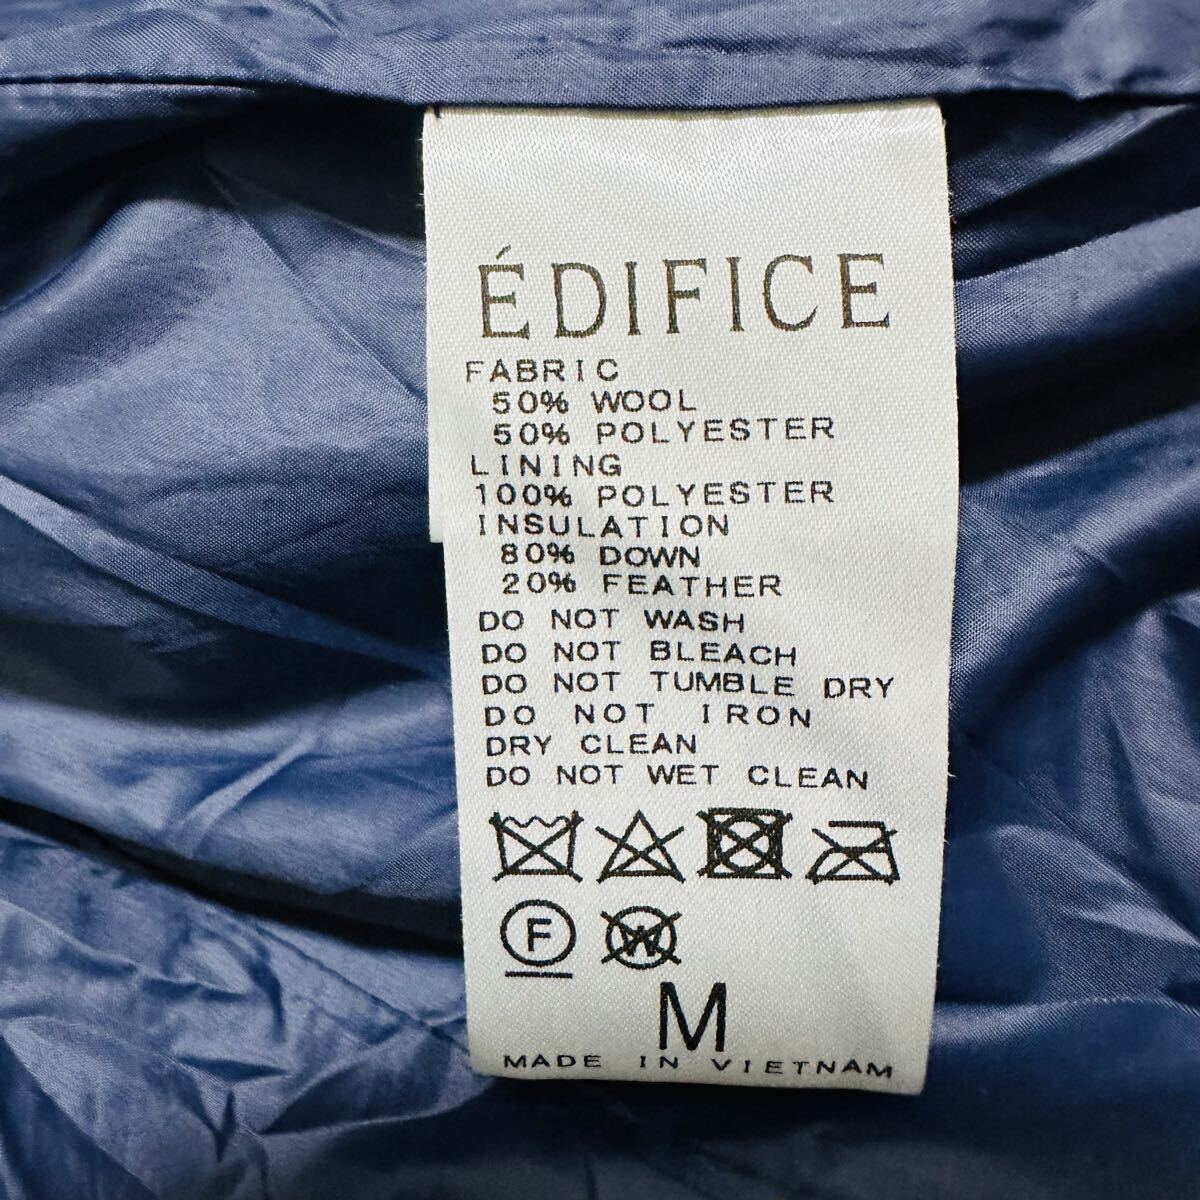 ÉDIFICE
FABRIC
50% WOOL
50% POLYESTER
LINING
100% POLYESTER
INSULATION
80% DOWN
20% FEATHER
DO NOT WASH
DO NOT BLEACH
DO NOT TUMBLE DRY
DO NOT IRON
DRY CLEAN
DO NOT WET CLEAN
F W
M
MADE IN VIETNAM